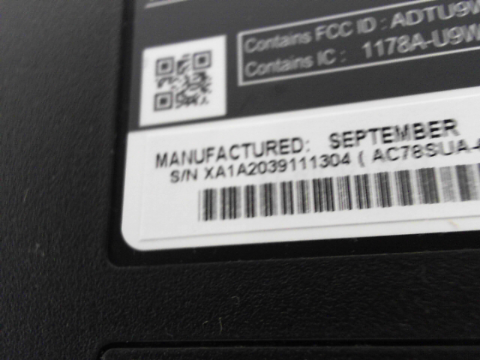 Contains FCC ID : ADTU9W
Contains IC : 1178A-U9W
MANUFACTURED: SEPTEMBER
S/N XA1A2039111304 ( AC78SUA-